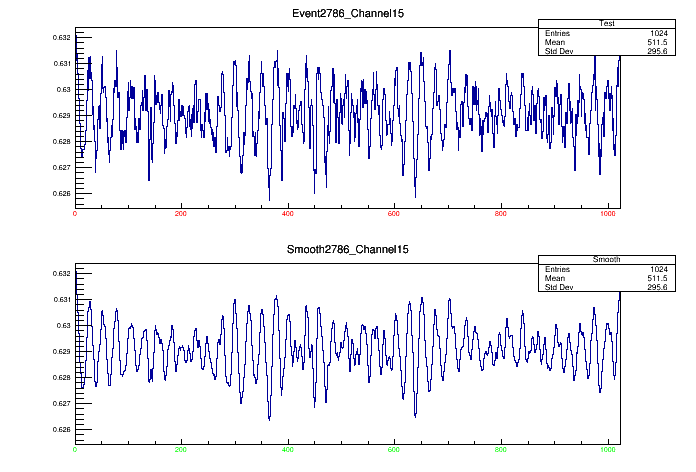 Event2786_Channel15
Test
Entries 1024
Mean 511.5
Std Dev 295.6
0.632
0.631
0.63
0.629
0.628
0.627
0.626
0 200 400 600 800 1000
Smooth2786_Channel15
Smooth
Entries 1024
Mean 511.5
Std Dev 295.6
0.632
0.631
0.63
0.629
0.628
0.627
0.626
0 200 400 600 800 1000